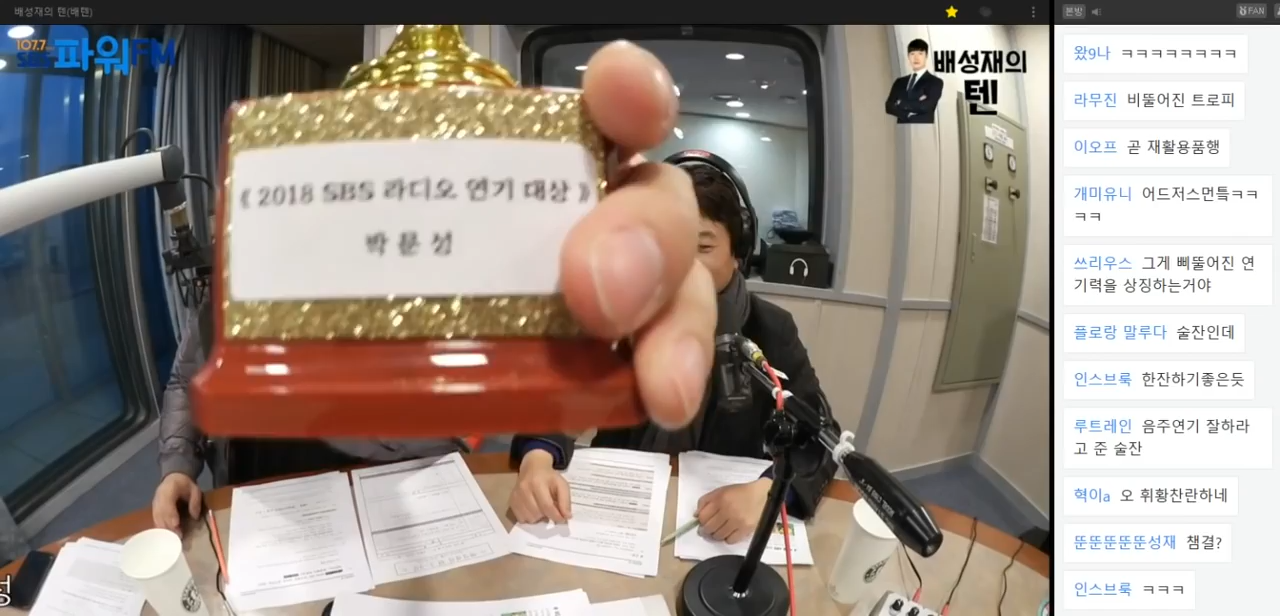 배성재의 텐(배텐)
107.7
SBS 파워FM
배성재의
텐
《 2018 SBS 라디오 연기 대상 》
박 문 성
성
본방
FAN
왔9나 ㅋㅋㅋㅋㅋㅋㅋㅋ
라무진 비뚤어진 트로피
이오프 곧 재활용품행
개미유니 어드저스먼틐ㅋㅋ
ㅋㅋ
쓰리우스 그게 삐뚤어진 연
기력을 상징하는거야
플로랑 말루다 술잔인데
인스브룩 한잔하기좋은듯
루트레인 음주연기 잘하라
고 준 술잔
혁이a 오 휘황찬란하네
뚠뚠뚠뚠뚠성재 챔결?
인스브룩 ㅋㅋㅋ